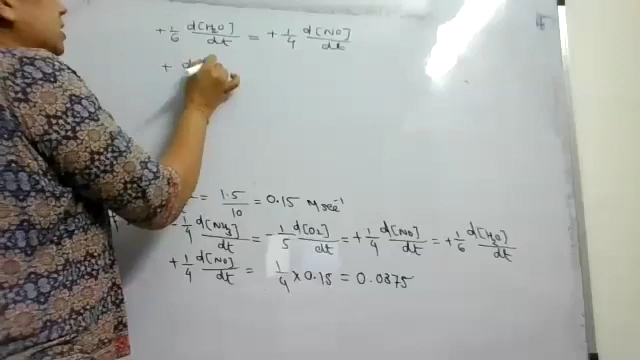 + 1/6 d[H₂O]/dt = + 1/4 d[NO]/dt
+ d
= 1.5/10 = 0.15 M sec⁻¹
- 1/4 d[NH₃]/dt = - 1/5 d[O₂]/dt = + 1/4 d[NO]/dt = + 1/6 d[H₂O]/dt
+ 1/4 d[NO]/dt = 1/4 × 0.15 = 0.0375